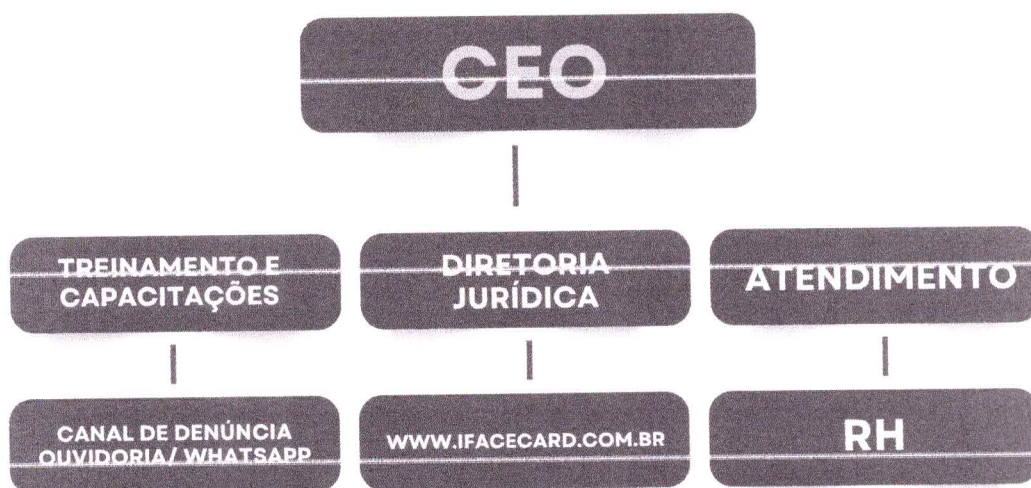 CEO
TREINAMENTO E
CAPACITAÇÕES
DIRETORIA
JURÍDICA
ATENDIMENTO
CANAL DE DENÚNCIA
OUVIDORIA/ WHATSAPP
WWW.IFACECARD.COM.BR
RH